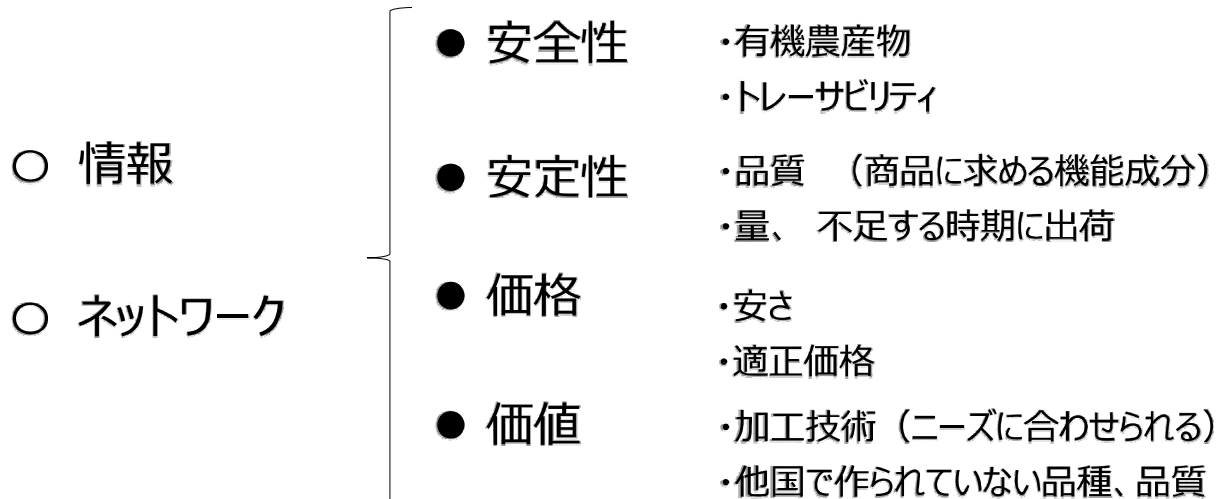 ○ 情報
○ ネットワーク
● 安全性
・有機農産物
・トレーサビリティ
● 安定性
・品質 （商品に求める機能成分）
・量、 不足する時期に出荷
● 価格
・安さ
・適正価格
● 価値
・加工技術（ニーズに合わせられる）
・他国で作られていない品種、品質